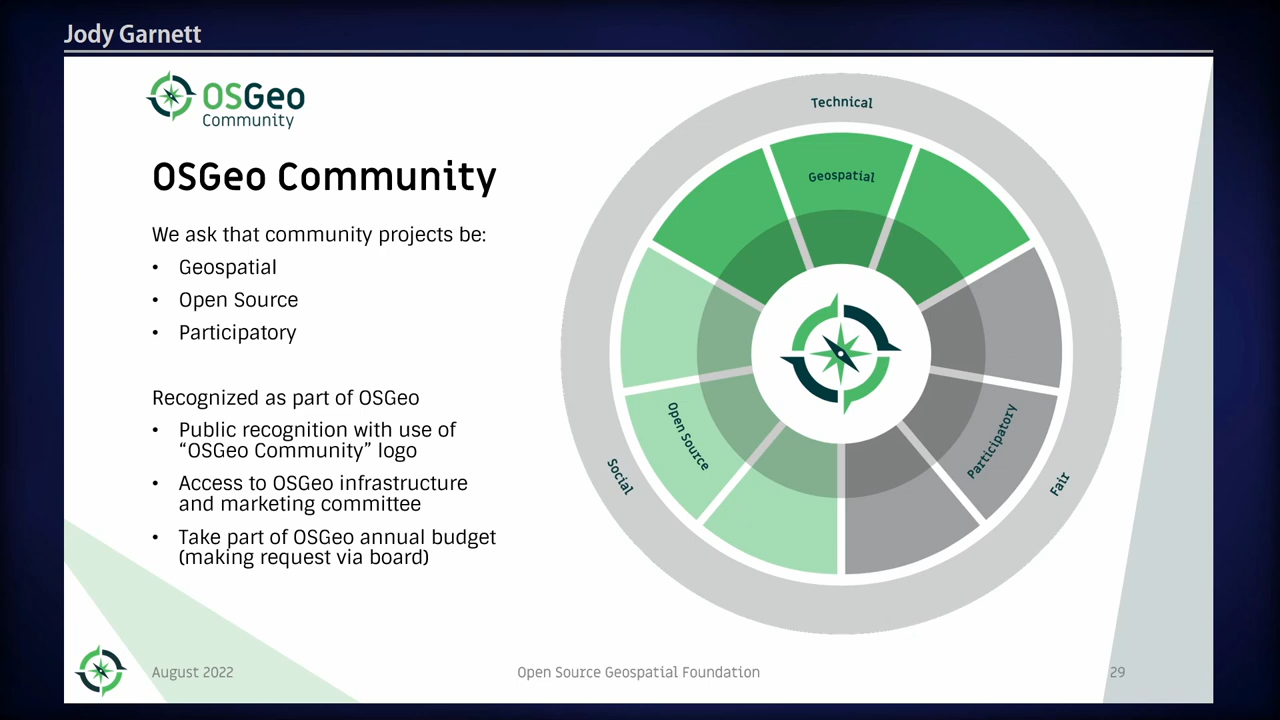 Jody Garnett
OSGeo
Community
OSGeo Community
We ask that community projects be:
• Geospatial
• Open Source
• Participatory
Recognized as part of OSGeo
• Public recognition with use of
“OSGeo Community” logo
• Access to OSGeo infrastructure
and marketing committee
• Take part of OSGeo annual budget
(making request via board)
Technical
Geospatial
Open Source
Participatory
Social
Fair
August 2022
Open Source Geospatial Foundation
29